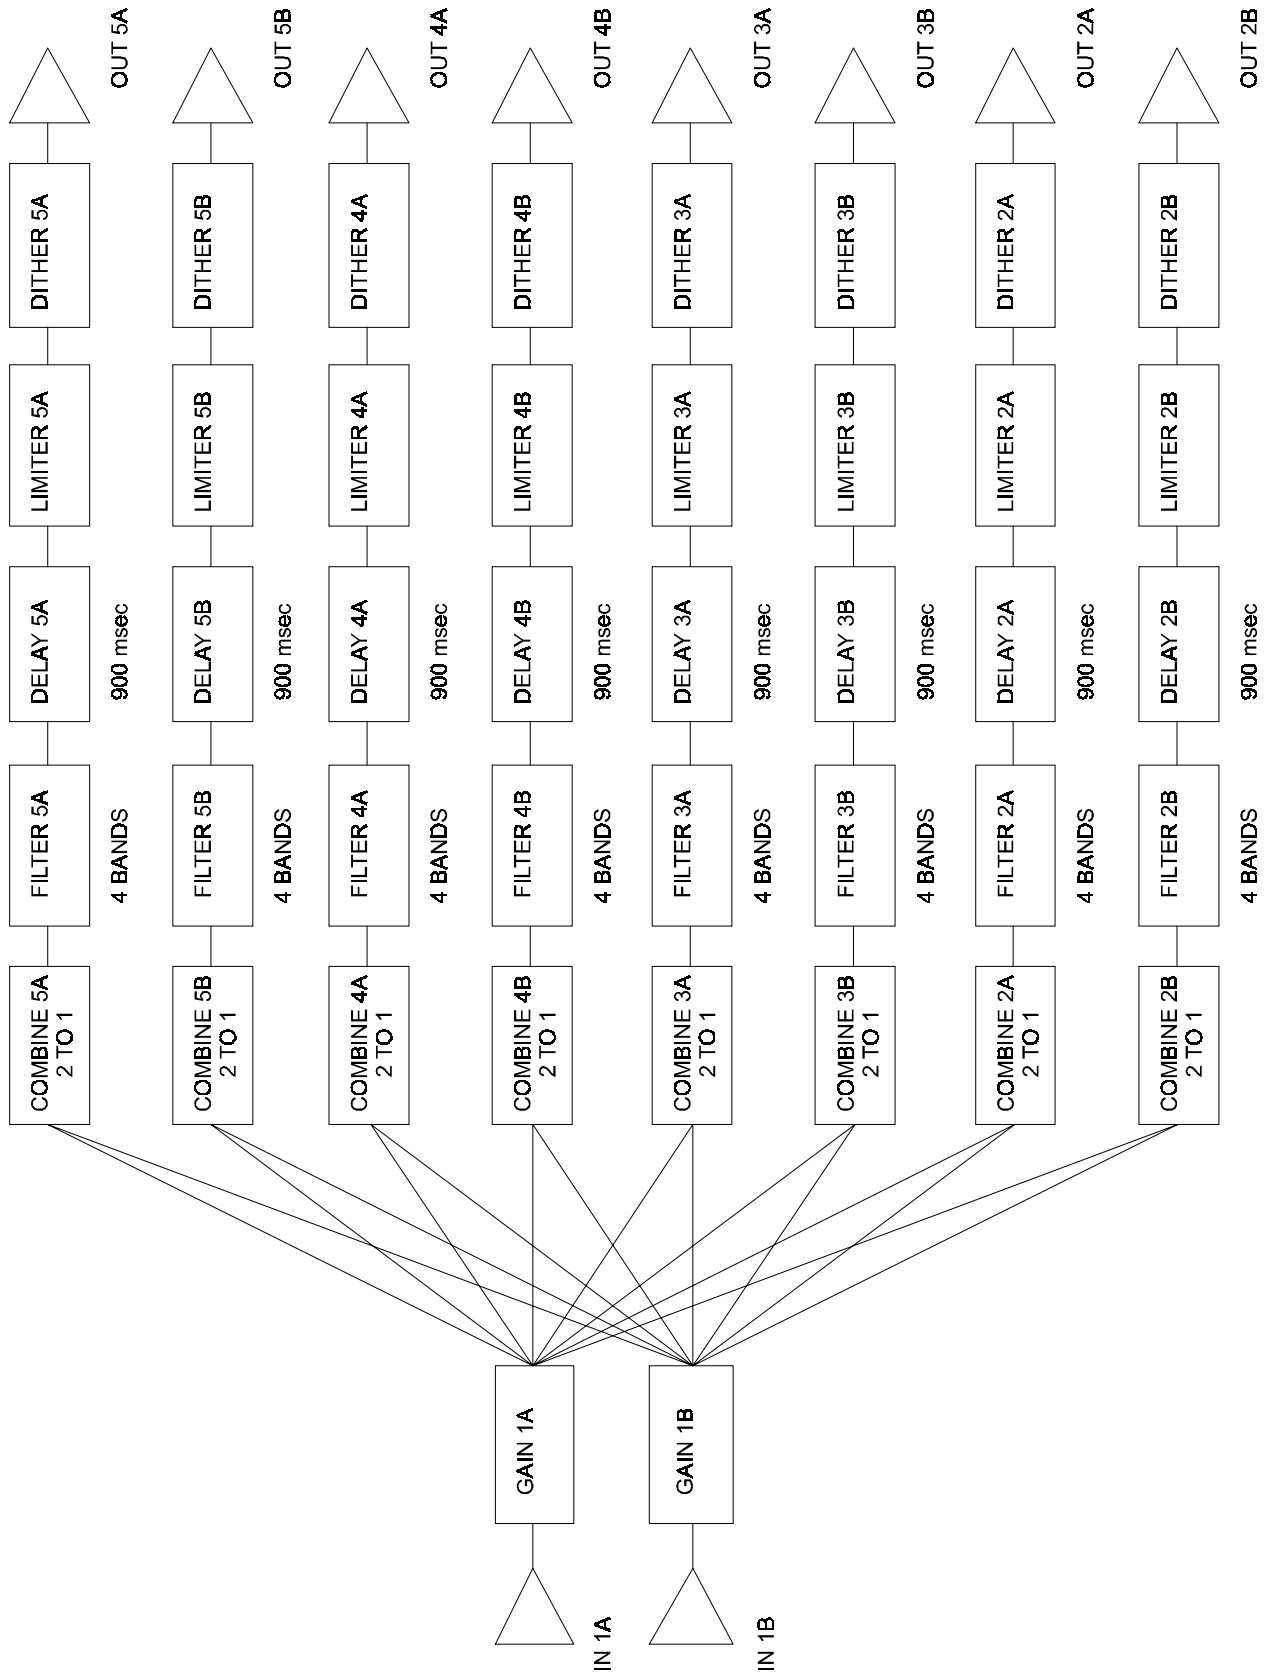 COMBINE 5A
2 TO 1
FILTER 5A
DELAY 5A
LIMITER 5A
DITHER 5A
4 BANDS
900 msec
OUT 5A
COMBINE 5B
2 TO 1
FILTER 5B
DELAY 5B
LIMITER 5B
DITHER 5B
4 BANDS
900 msec
OUT 5B
COMBINE 4A
2 TO 1
FILTER 4A
DELAY 4A
LIMITER 4A
DITHER 4A
4 BANDS
900 msec
OUT 4A
GAIN 1A
COMBINE 4B
2 TO 1
FILTER 4B
DELAY 4B
LIMITER 4B
DITHER 4B
IN 1A
4 BANDS
900 msec
OUT 4B
GAIN 1B
COMBINE 3A
2 TO 1
FILTER 3A
DELAY 3A
LIMITER 3A
DITHER 3A
IN 1B
4 BANDS
900 msec
OUT 3A
COMBINE 3B
2 TO 1
FILTER 3B
DELAY 3B
LIMITER 3B
DITHER 3B
4 BANDS
900 msec
OUT 3B
COMBINE 2A
2 TO 1
FILTER 2A
DELAY 2A
LIMITER 2A
DITHER 2A
4 BANDS
900 msec
OUT 2A
COMBINE 2B
2 TO 1
FILTER 2B
DELAY 2B
LIMITER 2B
DITHER 2B
4 BANDS
900 msec
OUT 2B